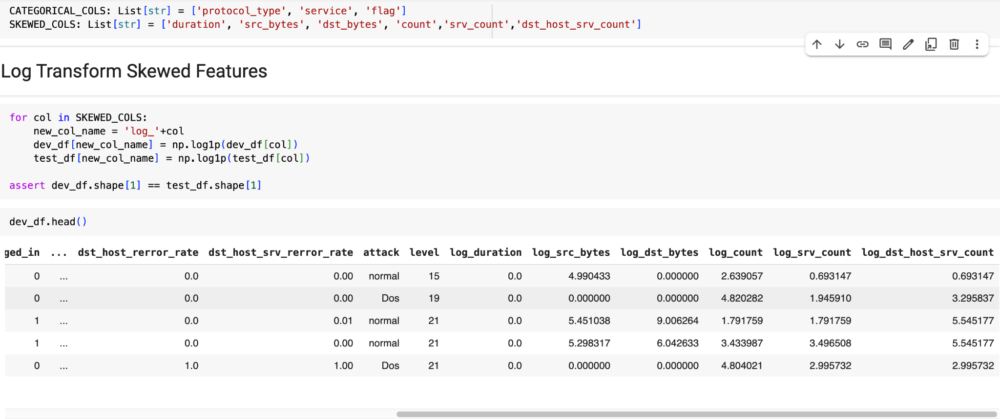 CATEGORICAL_COLS: List[str] = ['protocol_type', 'service', 'flag']
SKEWED_COLS: List[str] = ['duration', 'src_bytes', 'dst_bytes', 'count','srv_count','dst_host_srv_count']
Log Transform Skewed Features
for col in SKEWED_COLS:
    new_col_name = 'log_'+col
    dev_df[new_col_name] = np.log1p(dev_df[col])
    test_df[new_col_name] = np.log1p(test_df[col])
assert dev_df.shape[1] == test_df.shape[1]
dev_df.head()
ged_in ... dst_host_rerror_rate dst_host_srv_rerror_rate attack level log_duration log_src_bytes log_dst_bytes log_count log_srv_count log_dst_host_srv_count
0 ... 0.0 0.00 normal 15 0.0 4.990433 0.000000 2.639057 0.693147 0.693147
0 ... 0.0 0.00 Dos 19 0.0 0.000000 0.000000 4.820282 1.945910 3.295837
1 ... 0.0 0.01 normal 21 0.0 5.451038 9.006264 1.791759 1.791759 5.545177
1 ... 0.0 0.00 normal 21 0.0 5.298317 6.042633 3.433987 3.496508 5.545177
0 ... 1.0 1.00 Dos 21 0.0 0.000000 0.000000 4.804021 2.995732 2.995732